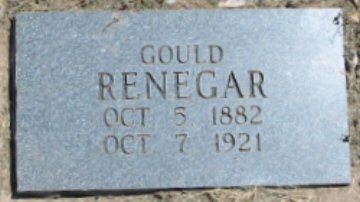 GOULD
RENEGAR
OCT 5 1882
OCT 7 1921